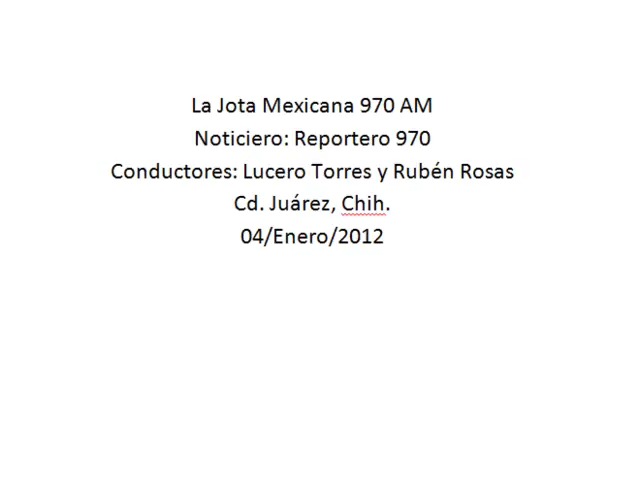 La Jota Mexicana 970 AM
Noticiero: Reportero 970
Conductores: Lucero Torres y Rubén Rosas
Cd. Juárez, Chih.
04/Enero/2012